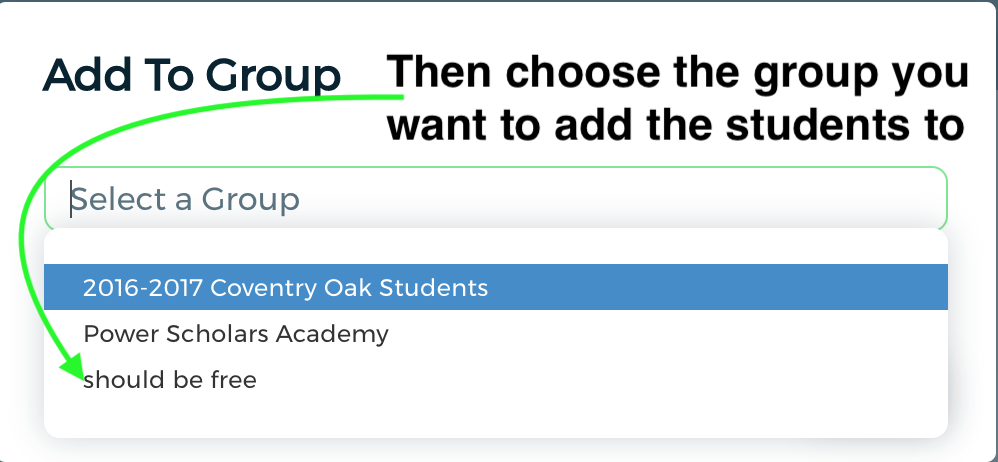 Add To Group
Then choose the group you
want to add the students to
Select a Group
2016-2017 Coventry Oak Students
Power Scholars Academy
should be free